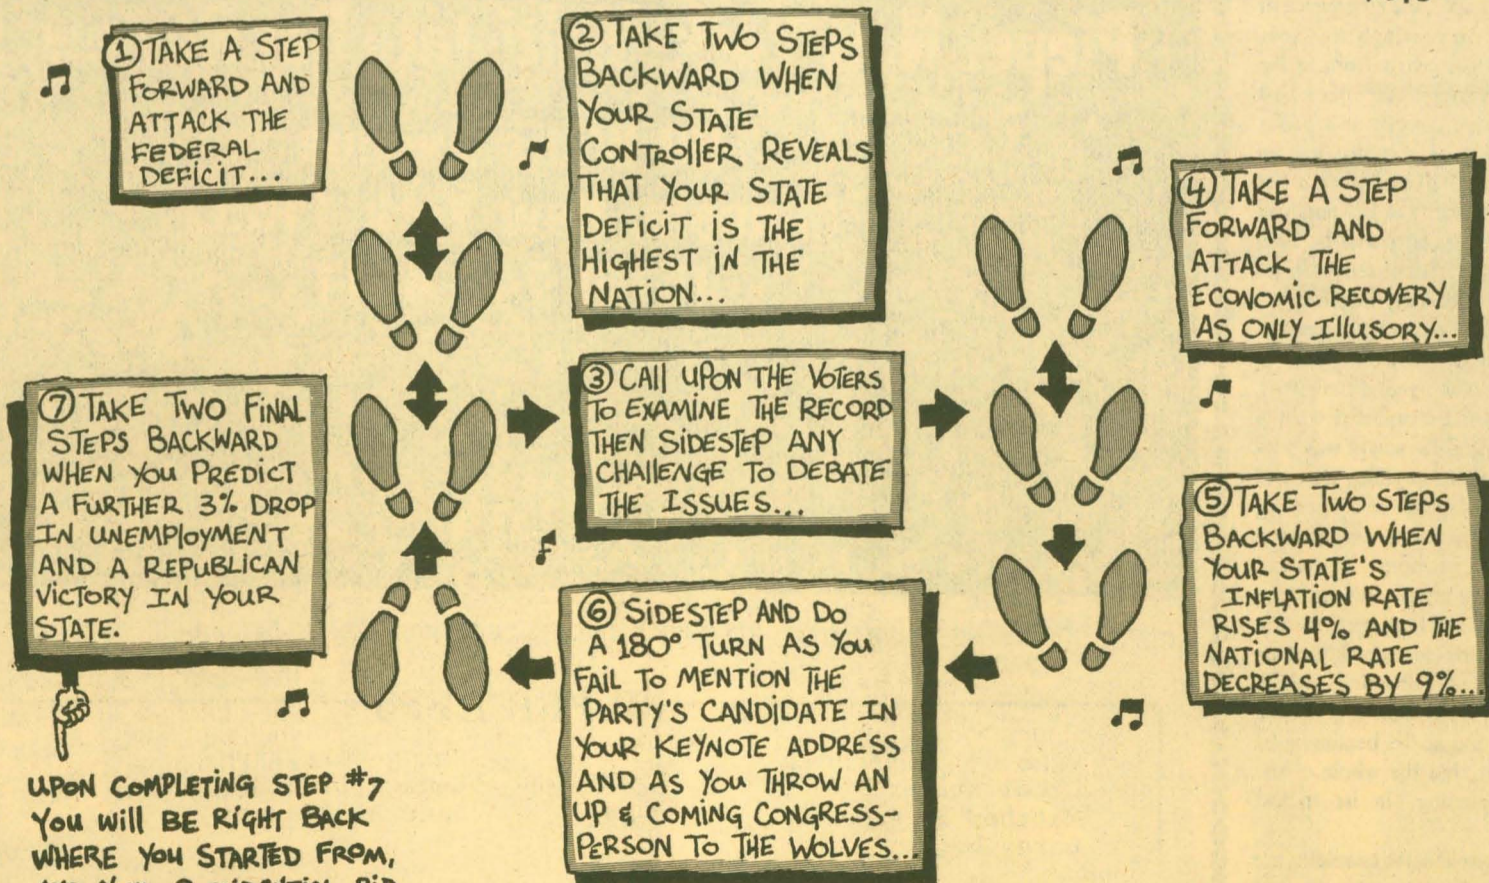 ① TAKE A STEP
FORWARD AND
ATTACK THE
FEDERAL
DEFICIT...
② TAKE TWO STEPS
BACKWARD WHEN
YOUR STATE
CONTROllER REVEALS
THAT YOUR STATE
DEFICIT IS THE
HIGHEST IN THE
NATION...
③ CAll UPON THE VOTERS
TO EXAMINE THE RECORD
THEN SIDESTEP ANY
CHAllENGE TO DEBATE
THE ISSUES...
④ TAKE A STEP
FORWARD AND
ATTACK THE
ECONOMIC RECOVERY
AS ONLY IllUSORY...
⑤ TAKE TWO STEPS
BACKWARD WHEN
YOUR STATE'S
INFLATION RATE
RISES 4% AND THE
NATIONAL RATE
DECREASES BY 9%...
⑥ SIDESTEP AND DO
A 180° TURN AS YOU
FAIL TO MENTION THE
PARTY'S CANDIDATE IN
YOUR KEYNOTE ADDRESS
AND AS YOU THROW AN
UP & COMING CONGRESS-
PERSON TO THE WOLVES...
⑦ TAKE TWO FINAL
STEPS BACKWARD
WHEN YOU PREDICT
A FURTHER 3% DROP
IN UNEMPLOYMENT
AND A REPUBLICAN
VICTORY IN YOUR
STATE.
UPON COMPLETING STEP #7
YOU WIll BE RIGHT BACK
WHERE YOU STARTED FROM,